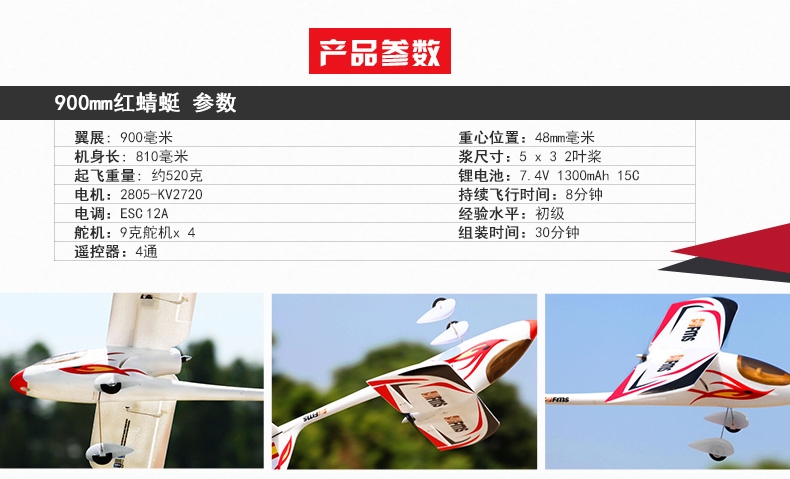 产品参数
900mm红蜻蜓 参数
翼展：900毫米
重心位置：48mm毫米
机身长：810毫米
浆尺寸：5 x 3 2叶桨
起飞重量：约520克
锂电池：7.4V 1300mAh 15C
电机：2805-KV2720
持续飞行时间：8分钟
电调：ESC 12A
经验水平：初级
舵机：9克舵机x 4
组装时间：30分钟
遥控器：4通
FMS
FMS
FMS
FMS
FMS